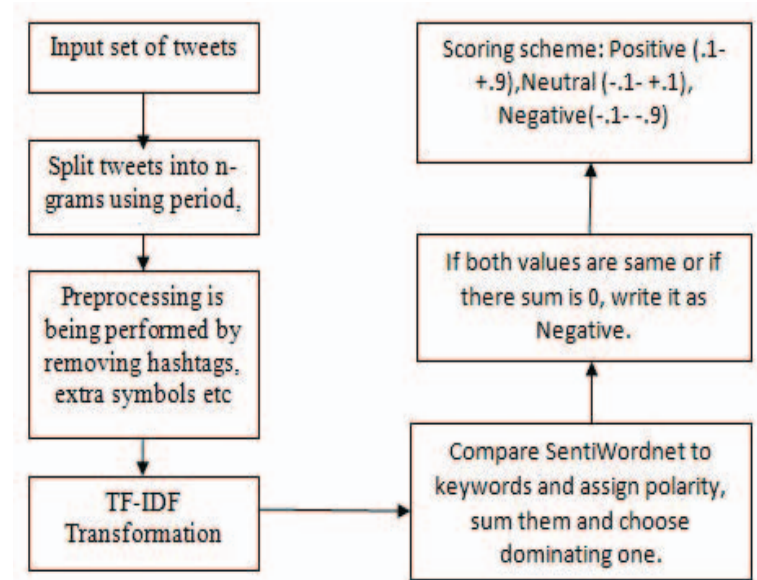 Input set of tweets
Split tweets into n-
grams using period,
Preprocessing is
being performed by
removing hashtags,
extra symbols etc
TF-IDF
Transformation
Compare SentiWordnet to
keywords and assign polarity,
sum them and choose
dominating one.
If both values are same or if
there sum is 0, write it as
Negative.
Scoring scheme: Positive (.1-
+.9),Neutral (-.1- +.1),
Negative(-.1- -.9)